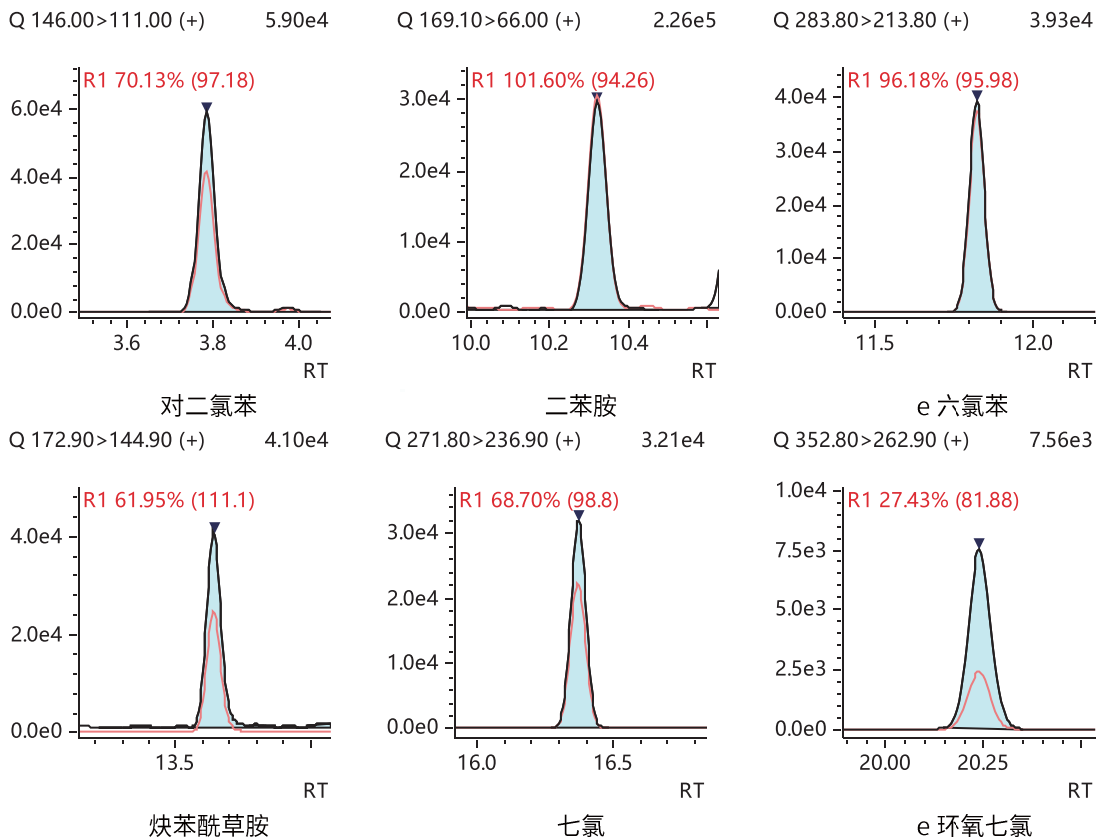 Q 146.00>111.00 (+) 5.90e4
R1 70.13% (97.18)
6.0e4
4.0e4
2.0e4
0.0e0
3.6 3.8 4.0
RT
对二氯苯
Q 169.10>66.00 (+) 2.26e5
R1 101.60% (94.26)
3.0e4
2.0e4
1.0e4
0.0e0
10.0 10.2 10.4
RT
二苯胺
Q 283.80>213.80 (+) 3.93e4
R1 96.18% (95.98)
4.0e4
3.0e4
2.0e4
1.0e4
0.0e0
11.5 12.0
RT
e 六氯苯
Q 172.90>144.90 (+) 4.10e4
R1 61.95% (111.1)
4.0e4
2.0e4
0.0e0
13.5
RT
炔苯酰草胺
Q 271.80>236.90 (+) 3.21e4
R1 68.70% (98.8)
3.0e4
2.0e4
1.0e4
0.0e0
16.0 16.5
RT
七氯
Q 352.80>262.90 (+) 7.56e3
R1 27.43% (81.88)
1.0e4
7.5e3
5.0e3
2.5e3
0.0e0
20.00 20.25
RT
e 环氧七氯